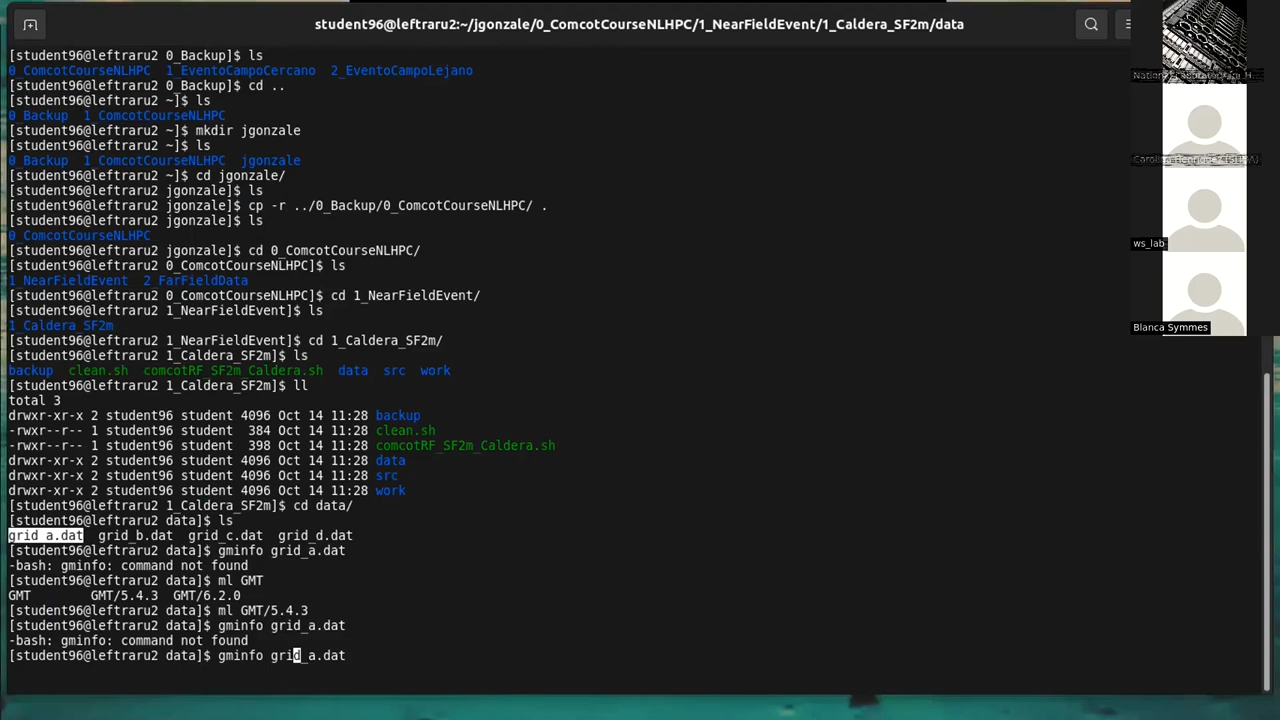 student96@leftraru2:~/jgonzale/0_ComcotCourseNLHPC/1_NearFieldEvent/1_Caldera_SF2m/data
[student96@leftraru2 0_Backup]$ ls
0_ComcotCourseNLHPC  1_EventoCampoCercano  2_EventoCampoLejano
[student96@leftraru2 0_Backup]$ cd ..
[student96@leftraru2 ~]$ ls
0_Backup  1_ComcotCourseNLHPC
[student96@leftraru2 ~]$ mkdir jgonzale
[student96@leftraru2 ~]$ ls
0_Backup  1_ComcotCourseNLHPC  jgonzale
[student96@leftraru2 ~]$ cd jgonzale/
[student96@leftraru2 jgonzale]$ ls
[student96@leftraru2 jgonzale]$ cp -r ../0_Backup/0_ComcotCourseNLHPC/ .
[student96@leftraru2 jgonzale]$ ls
0_ComcotCourseNLHPC
[student96@leftraru2 jgonzale]$ cd 0_ComcotCourseNLHPC/
[student96@leftraru2 0_ComcotCourseNLHPC]$ ls
1_NearFieldEvent  2_FarFieldData
[student96@leftraru2 0_ComcotCourseNLHPC]$ cd 1_NearFieldEvent/
[student96@leftraru2 1_NearFieldEvent]$ ls
1_Caldera_SF2m
[student96@leftraru2 1_NearFieldEvent]$ cd 1_Caldera_SF2m/
[student96@leftraru2 1_Caldera_SF2m]$ ls
backup  clean.sh  comcotRF_SF2m_Caldera.sh  data  src  work
[student96@leftraru2 1_Caldera_SF2m]$ ll
total 3
drwxr-xr-x 2 student96 student 4096 Oct 14 11:28 backup
-rwxr--r-- 1 student96 student  384 Oct 14 11:28 clean.sh
-rwxr--r-- 1 student96 student  398 Oct 14 11:28 comcotRF_SF2m_Caldera.sh
drwxr-xr-x 2 student96 student 4096 Oct 14 11:28 data
drwxr-xr-x 2 student96 student 4096 Oct 14 11:28 src
drwxr-xr-x 2 student96 student 4096 Oct 14 11:28 work
[student96@leftraru2 1_Caldera_SF2m]$ cd data/
[student96@leftraru2 data]$ ls
grid_a.dat  grid_b.dat  grid_c.dat  grid_d.dat
[student96@leftraru2 data]$ gminfo grid_a.dat
-bash: gminfo: command not found
[student96@leftraru2 data]$ ml GMT
GMT        GMT/5.4.3  GMT/6.2.0
[student96@leftraru2 data]$ ml GMT/5.4.3
[student96@leftraru2 data]$ gminfo grid_a.dat
-bash: gminfo: command not found
[student96@leftraru2 data]$ gminfo grid_a.dat
ws_lab
Blanca Symmes